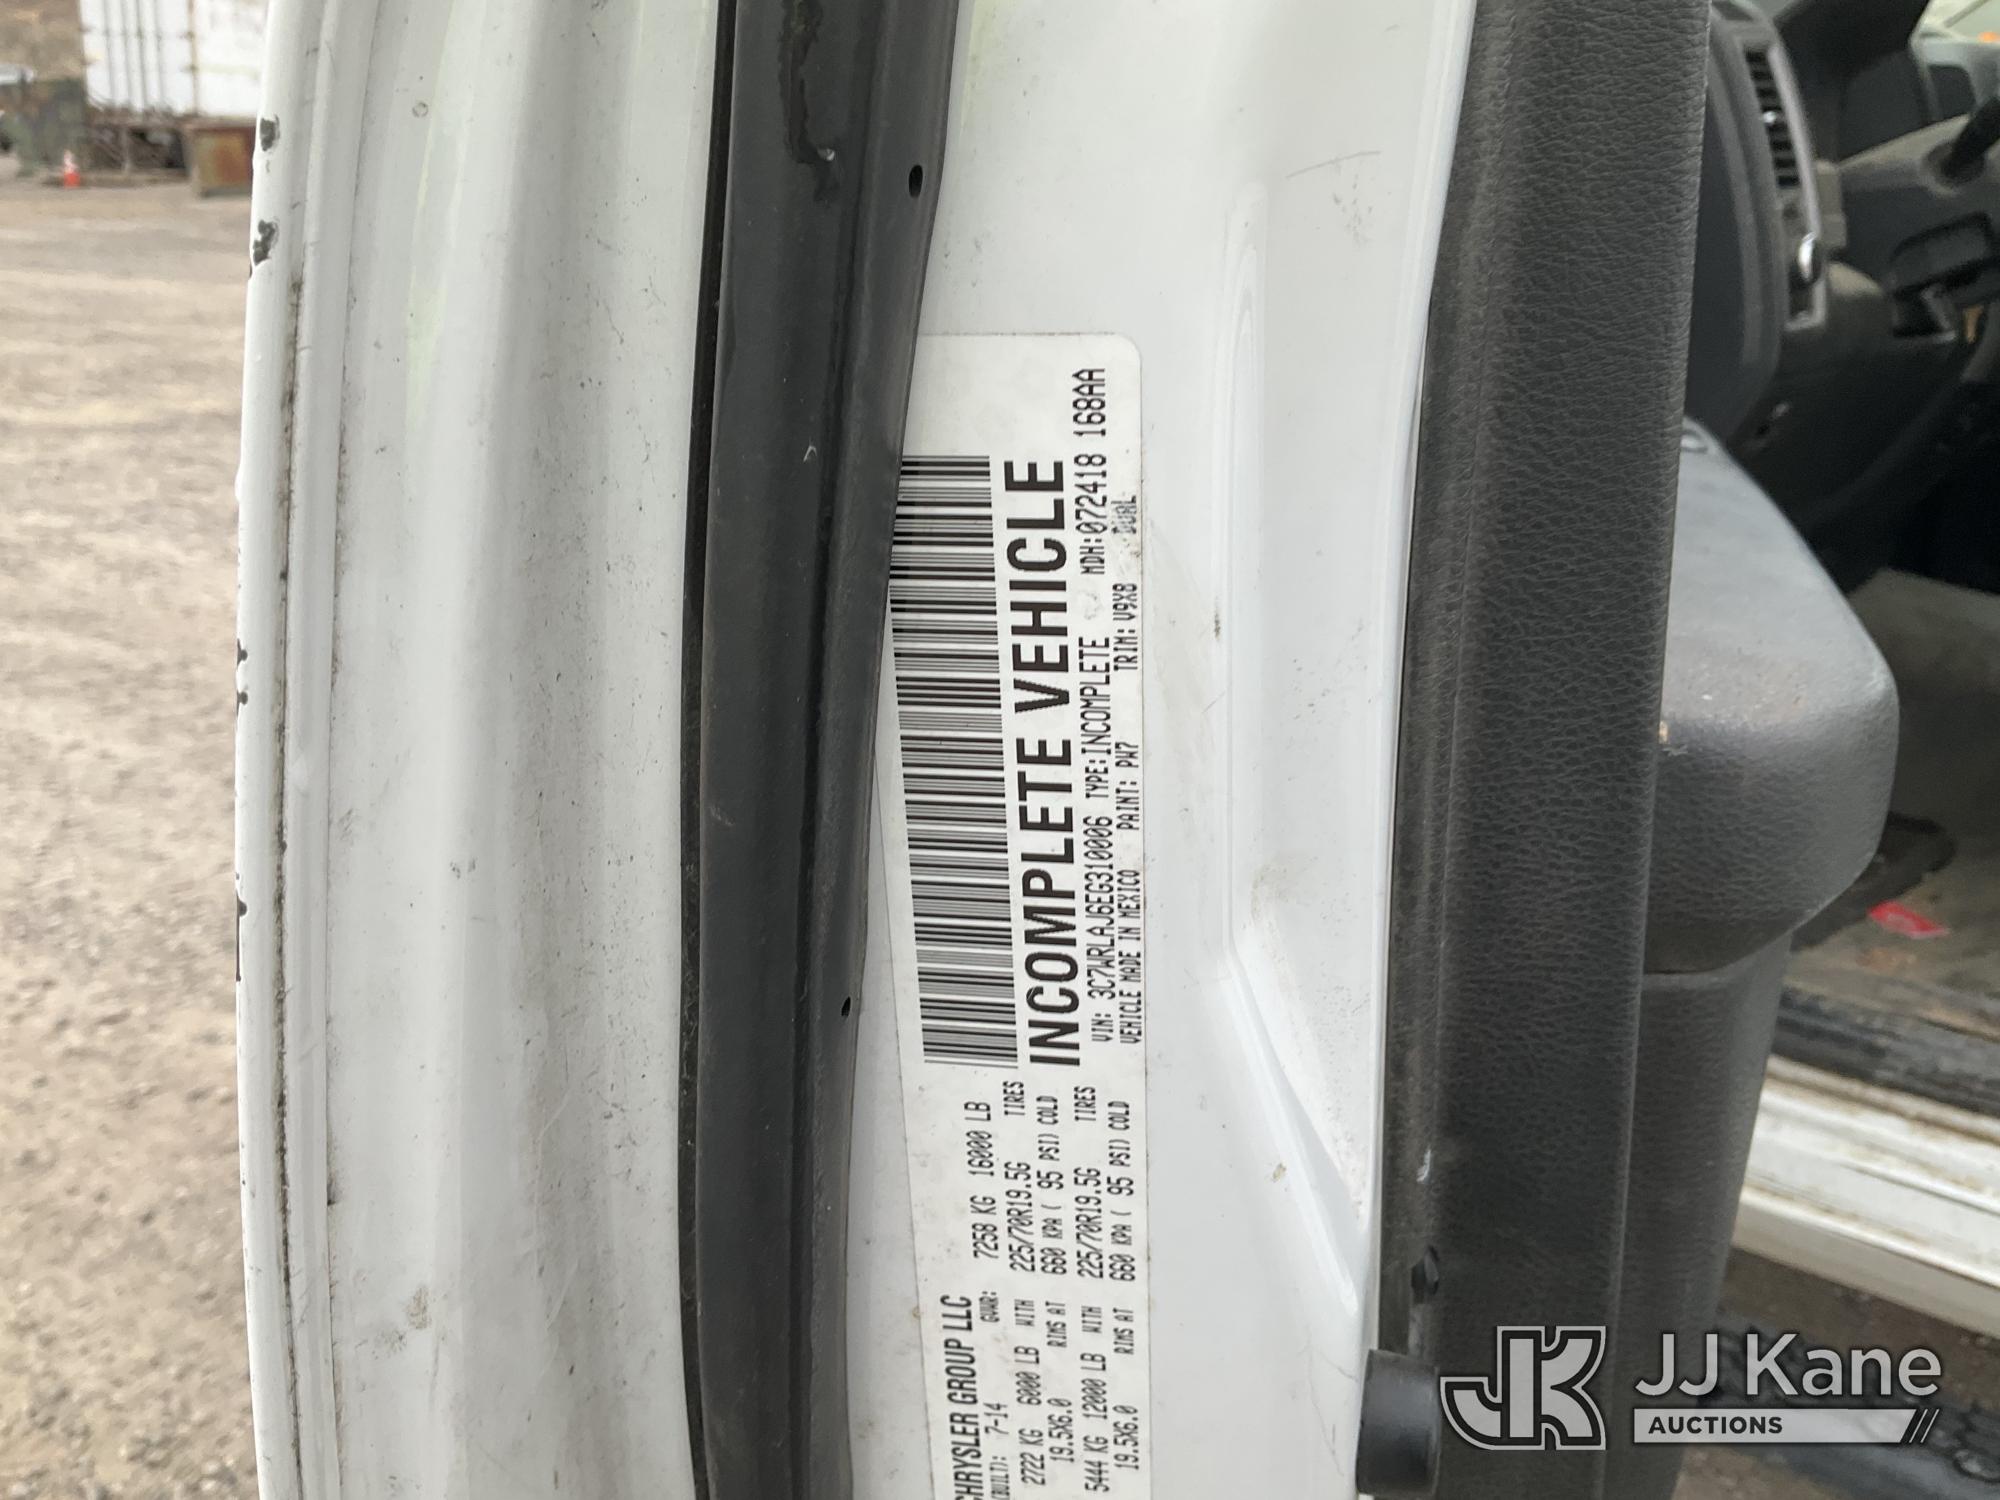 CHRYSLER GROUP LLC
(BUILT): 7-14 GVWR: 7258 KG 16000 LB
2722 KG 6000 LB WITH 225/70R19.5G TIRES
19.5X6.0 RIMS AT 660 KPA ( 95 PSI) COLD
5444 KG 12000 LB WITH 225/70R19.5G TIRES
19.5X6.0 RIMS AT 660 KPA ( 95 PSI) COLD
INCOMPLETE VEHICLE
VIN: 3C7WRLAJ6EG310006 TYPE:INCOMPLETE MDH:072418 168AA
VEHICLE MADE IN MEXICO PAINT: PW7 TRIM: V9X8 DUAL
JK JJ Kane
AUCTIONS